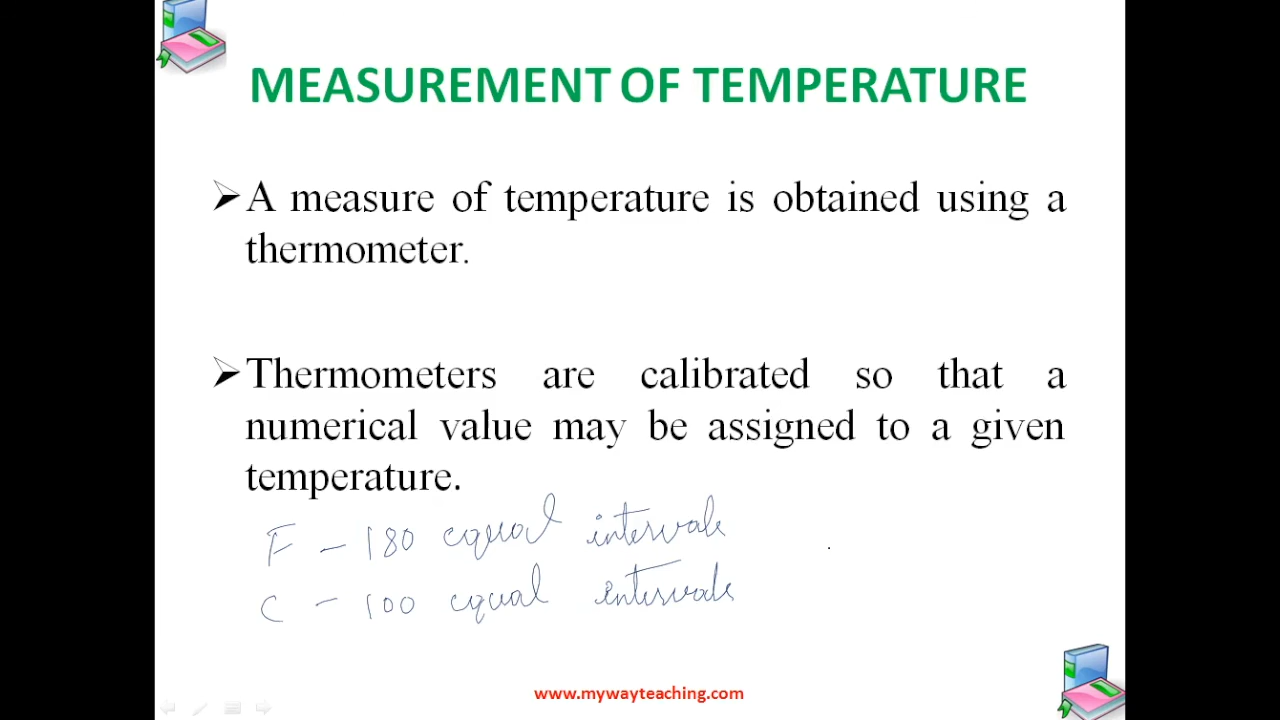 MEASUREMENT OF TEMPERATURE
➢A measure of temperature is obtained using a
thermometer.
➢Thermometers are calibrated so that a
numerical value may be assigned to a given
temperature.
F - 180 equal intervals
C - 100 equal intervals
www.mywayteaching.com